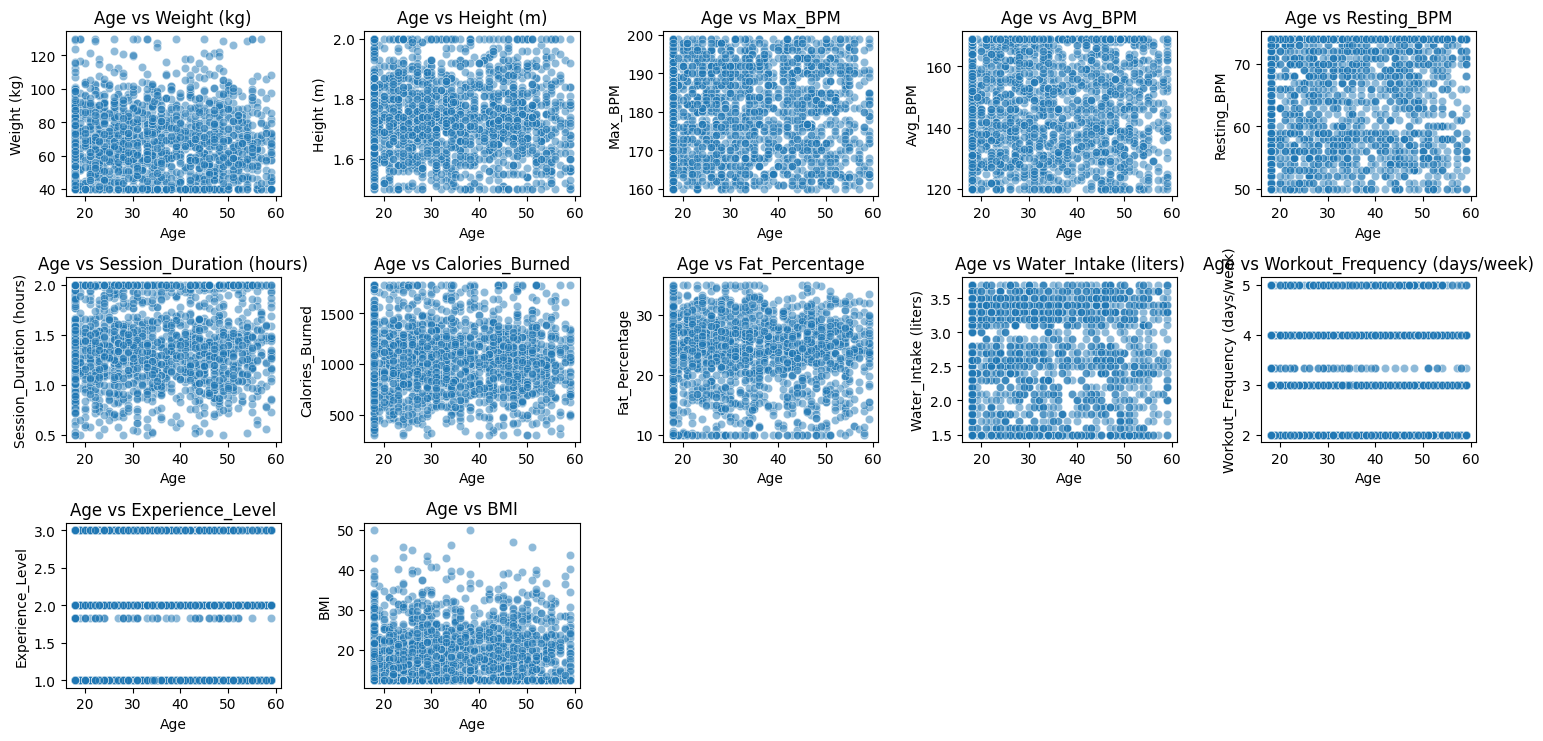 Age vs Weight (kg)
Weight (kg)
120
100
80
60
40
20 30 40 50 60
Age
Age vs Height (m)
Height (m)
2.0
1.8
1.6
20 30 40 50 60
Age
Age vs Max_BPM
Max_BPM
200
190
180
170
160
20 30 40 50 60
Age
Age vs Avg_BPM
Avg_BPM
160
140
120
20 30 40 50 60
Age
Age vs Resting_BPM
Resting_BPM
70
60
50
20 30 40 50 60
Age
Age vs Session_Duration (hours)
Session_Duration (hours)
2.0
1.5
1.0
0.5
20 30 40 50 60
Age
Age vs Calories_Burned
Calories_Burned
1500
1000
500
20 30 40 50 60
Age
Age vs Fat_Percentage
Fat_Percentage
30
20
10
20 30 40 50 60
Age
Age vs Water_Intake (liters)
Water_Intake (liters)
3.5
3.0
2.5
2.0
1.5
20 30 40 50 60
Age
Age vs Workout_Frequency (days/week)
Workout_Frequency (days/week)
5
4
3
2
20 30 40 50 60
Age
Age vs Experience_Level
Experience_Level
3.0
2.5
2.0
1.5
1.0
20 30 40 50 60
Age
Age vs BMI
BMI
50
40
30
20
20 30 40 50 60
Age